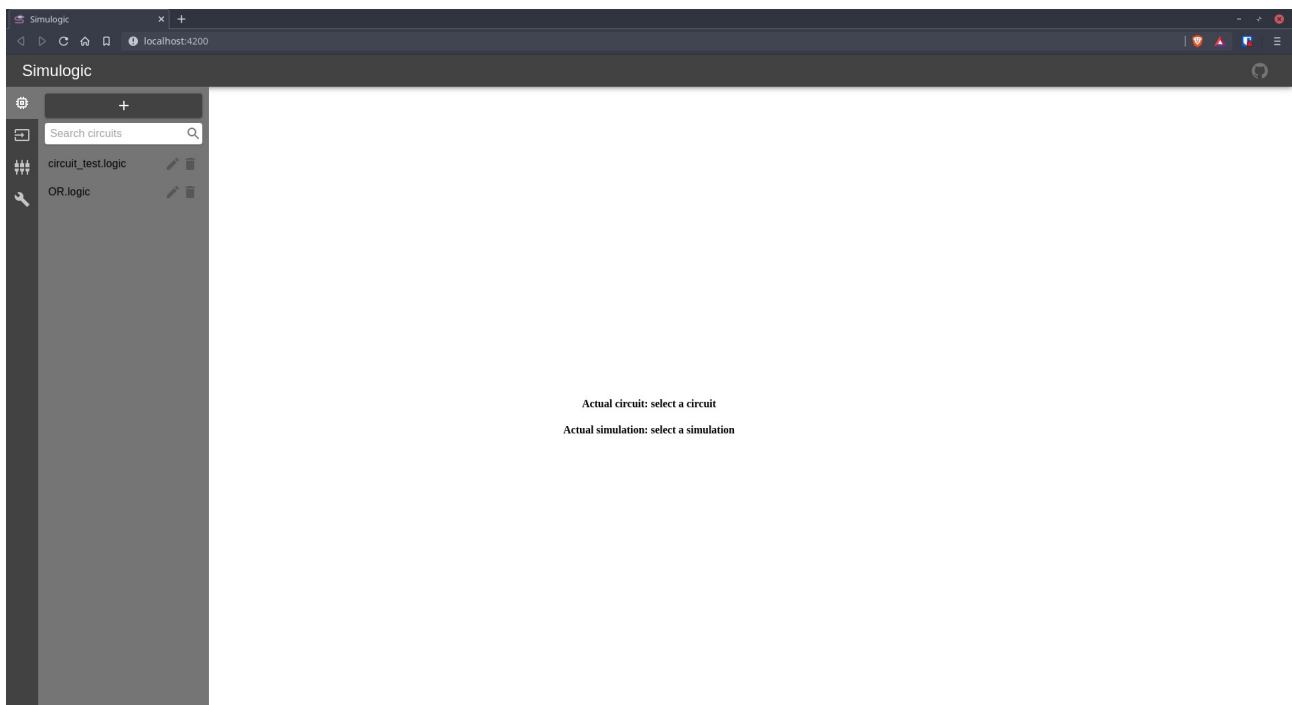 Simulogic
localhost:4200
Simulogic
+
Search circuits
circuit_test.logic
OR.logic
Actual circuit: select a circuit
Actual simulation: select a simulation